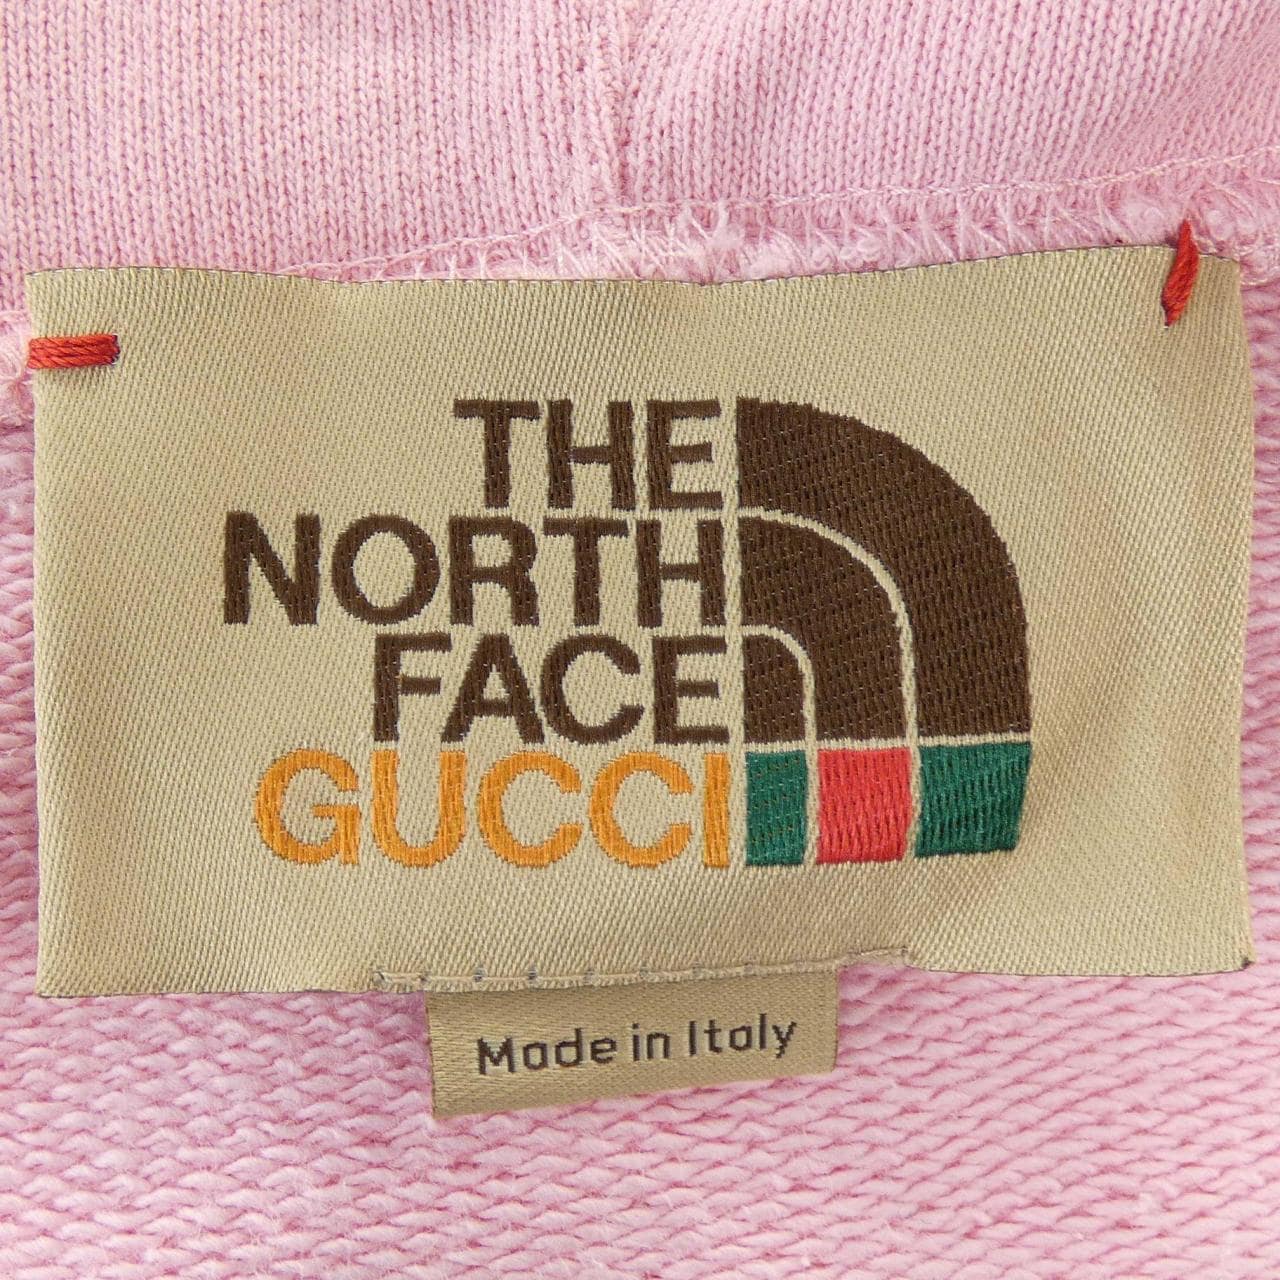 THE
NORTH
FACE
GUCCI
Made in Italy